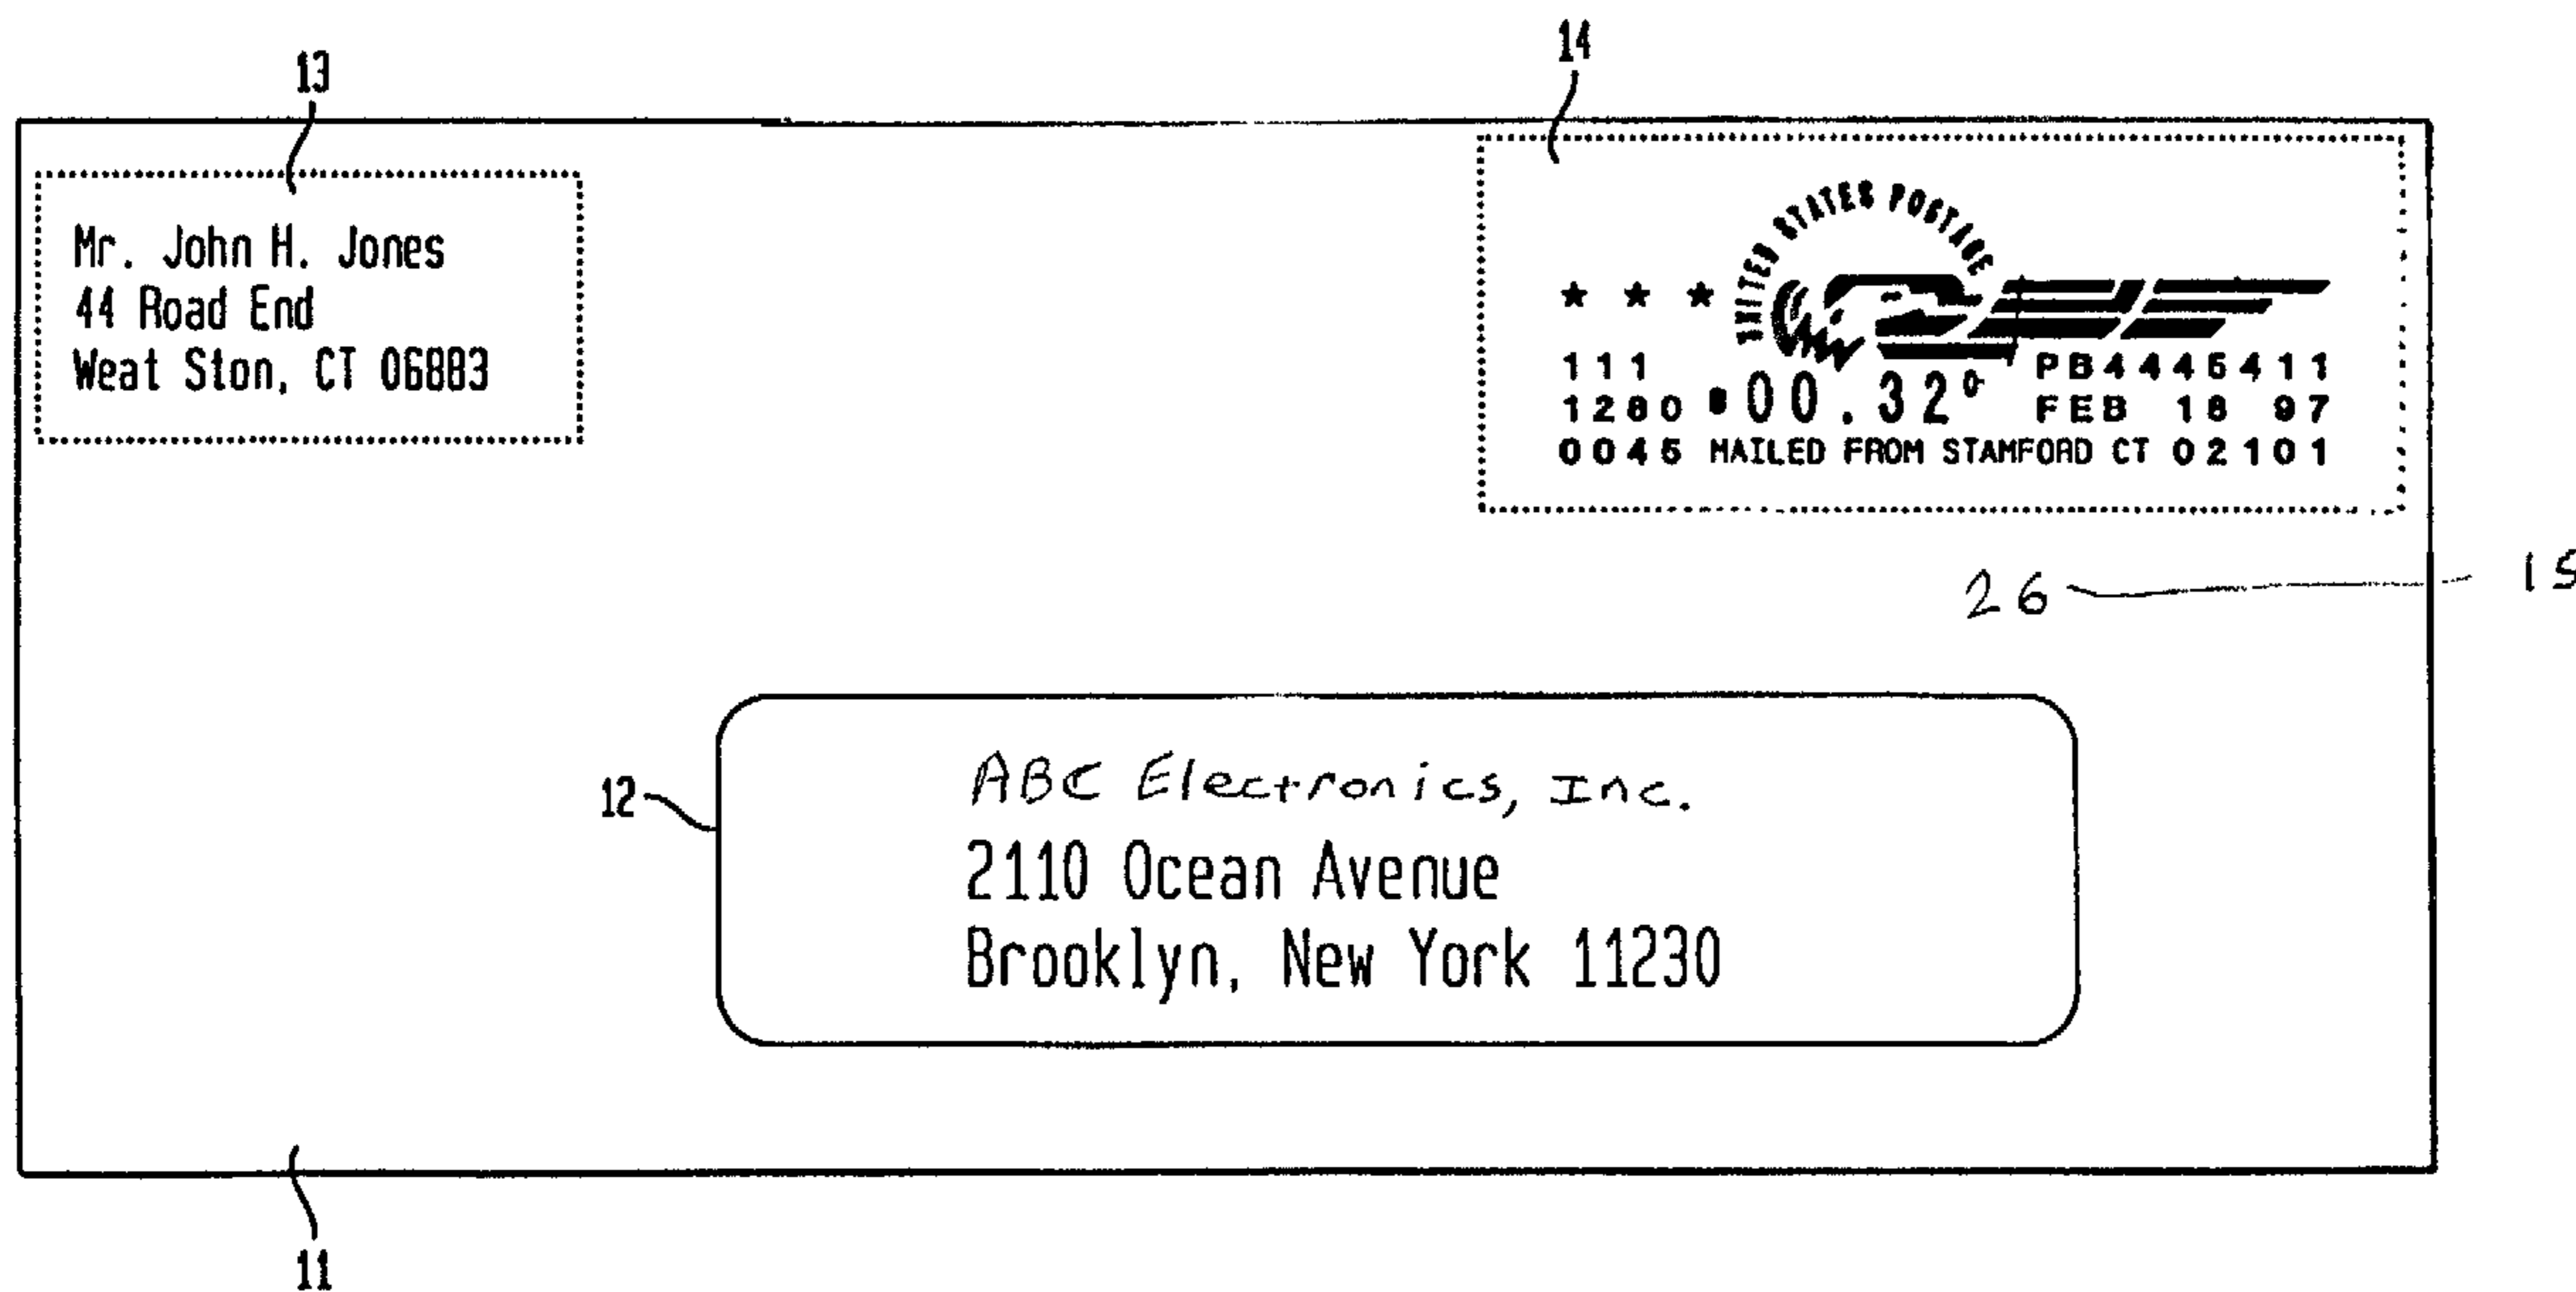 13
14
Mr. John H. Jones
44 Road End
Weat Ston, CT 06883
UNITED STATES POSTAGE
★ ★ ★
111 PB4445411
1280 00.32 FEB 18 97
0045 MAILED FROM STAMFORD CT 02101
26 15
12
ABC Electronics, Inc.
2110 Ocean Avenue
Brooklyn, New York 11230
11